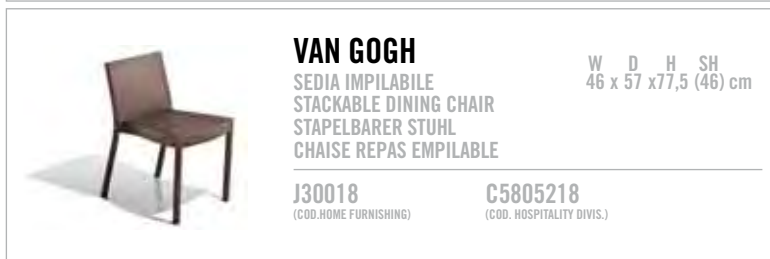 VAN GOGH
SEDIA IMPILABILE
STACKABLE DINING CHAIR
STAPELBARER STUHL
CHAISE REPAS EMPILABLE
W D H SH
46 x 57 x77,5 (46) cm
J30018
(COD.HOME FURNISHING)
C5805218
(COD. HOSPITALITY DIVIS.)